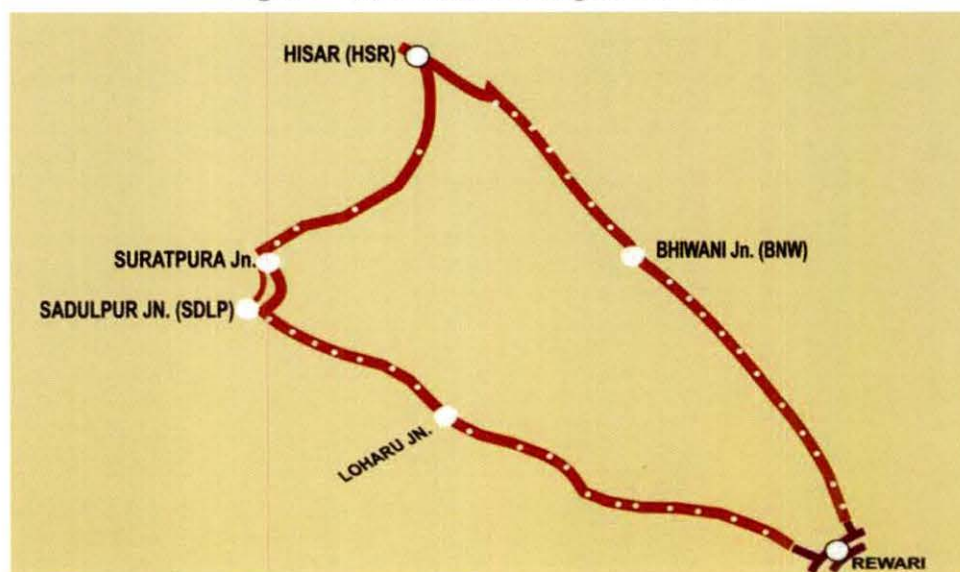 HISAR (HSR)
SURATPURA Jn.
BHIWANI Jn. (BNW)
SADULPUR JN. (SDLP)
LOHARU JN.
REWARI